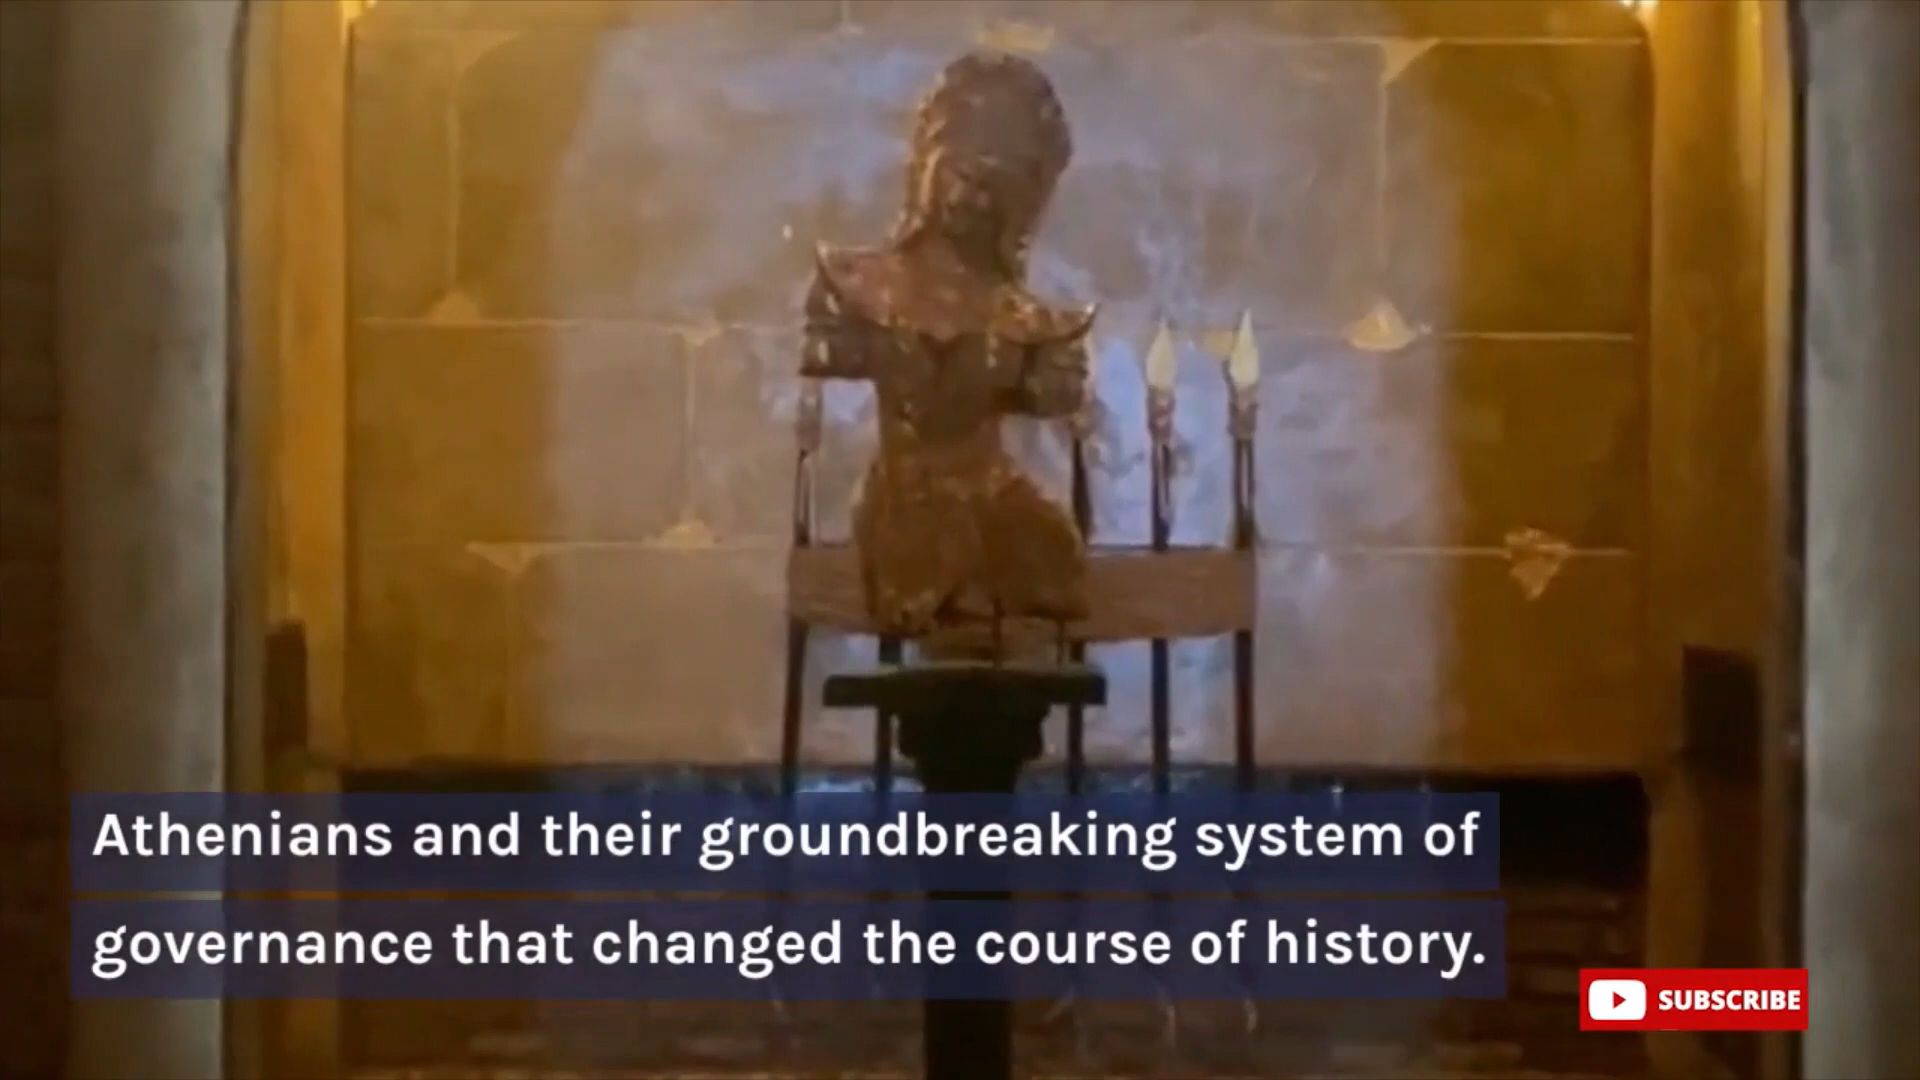 Athenians and their groundbreaking system of
governance that changed the course of history.
SUBSCRIBE